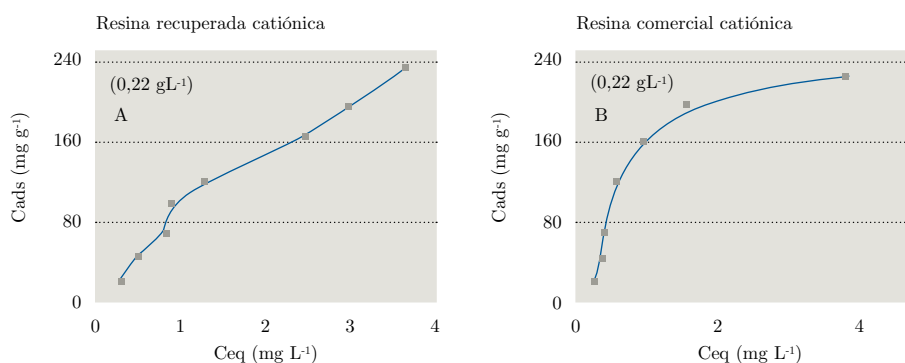 Resina recuperada catiónica
240
160
80
0
Cads (mg g⁻¹)
(0,22 gL⁻¹)
A
0 1 2 3 4
Ceq (mg L⁻¹)
Resina comercial catiónica
240
160
80
0
Cads (mg g⁻¹)
(0,22 gL⁻¹)
B
0 2 4
Ceq (mg L⁻¹)